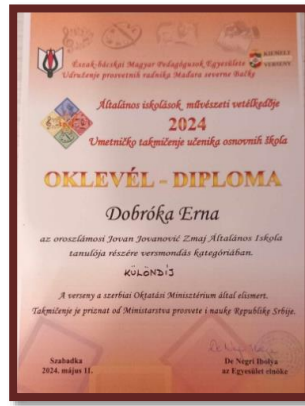 Észak-bácskai Magyar Pedagógusok Egyesülete
Udruženje prosvetnih radnika Mađara severne Bačke
KIEMELT
VERSENY
Általános iskolások művészeti vetélkedője
2024
Umetničko takmičenje učenika osnovnih škola
OKLEVÉL - DIPLOMA
Dobróka Erna
az oroszlámosi Jovan Jovanović Zmaj Általános Iskola
tanulója részére versmondás kategóriában.
KÜLÖNDÍJ
A verseny a szerbiai Oktatási Minisztérium által elismert.
Takmičenje je priznat od Ministarstva prosvete i nauke Republike Srbije.
Szabadka
2024. május 11.
De Negri Ibolya
az Egyesület elnöke